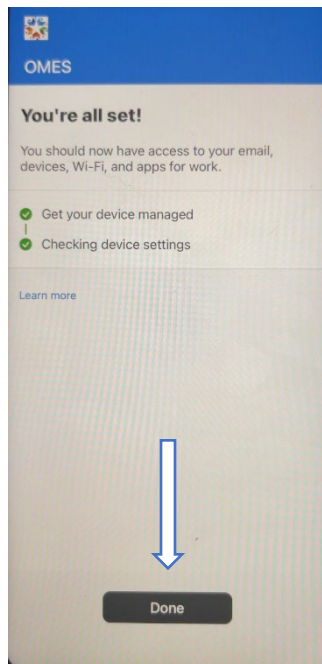 OMES
You're all set!
You should now have access to your email,
devices, Wi-Fi, and apps for work.
Get your device managed
Checking device settings
Learn more
Done